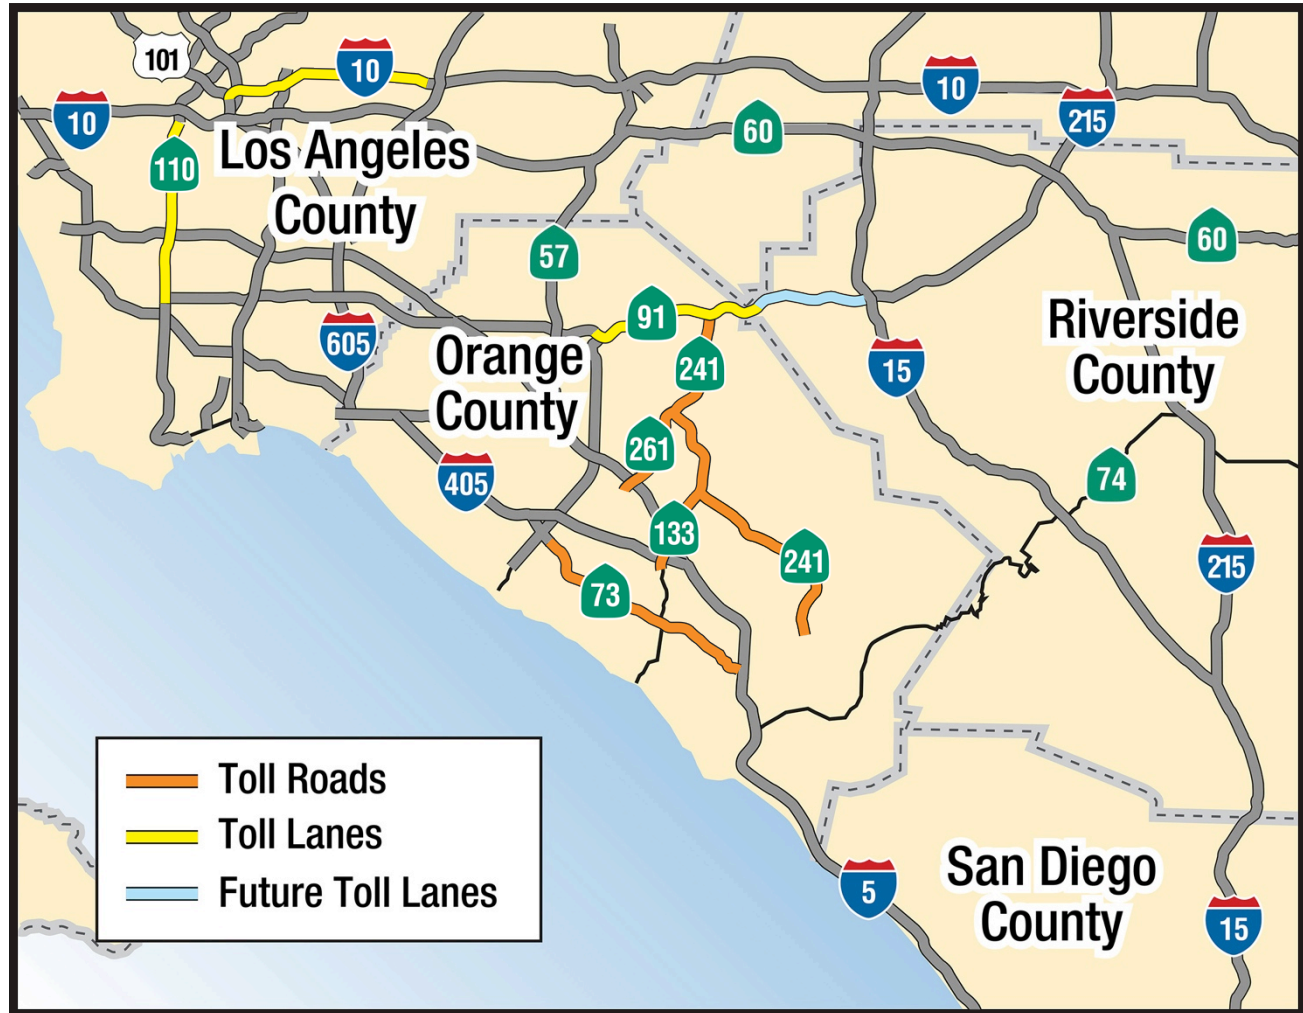 101
10
10
10
215
60
110
Los Angeles
County
57
60
91
605
Orange
County
241
15
Riverside
County
261
405
74
133
241
215
73
Toll Roads
Toll Lanes
Future Toll Lanes
5
San Diego
County
15